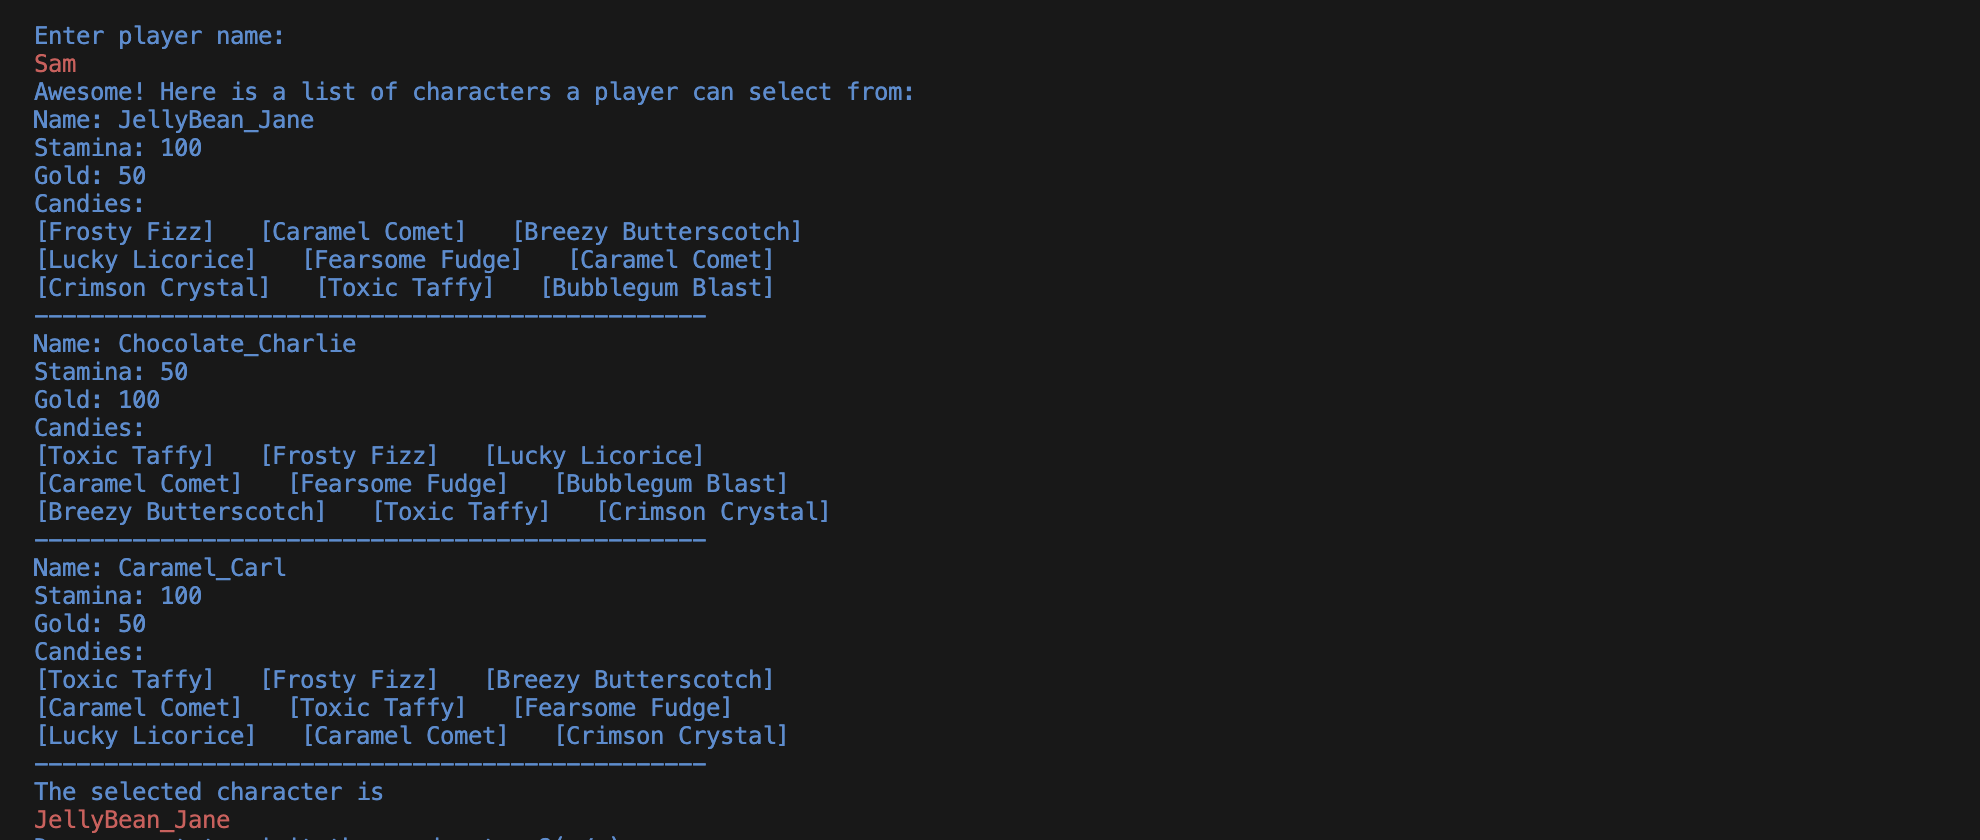 Enter player name:
Sam
Awesome! Here is a list of characters a player can select from:
Name: JellyBean_Jane
Stamina: 100
Gold: 50
Candies:
[Frosty Fizz]   [Caramel Comet]   [Breezy Butterscotch]
[Lucky Licorice]   [Fearsome Fudge]   [Caramel Comet]
[Crimson Crystal]   [Toxic Taffy]   [Bubblegum Blast]
------------------------------------------------
Name: Chocolate_Charlie
Stamina: 50
Gold: 100
Candies:
[Toxic Taffy]   [Frosty Fizz]   [Lucky Licorice]
[Caramel Comet]   [Fearsome Fudge]   [Bubblegum Blast]
[Breezy Butterscotch]   [Toxic Taffy]   [Crimson Crystal]
------------------------------------------------
Name: Caramel_Carl
Stamina: 100
Gold: 50
Candies:
[Toxic Taffy]   [Frosty Fizz]   [Breezy Butterscotch]
[Caramel Comet]   [Toxic Taffy]   [Fearsome Fudge]
[Lucky Licorice]   [Caramel Comet]   [Crimson Crystal]
------------------------------------------------
The selected character is
JellyBean_Jane